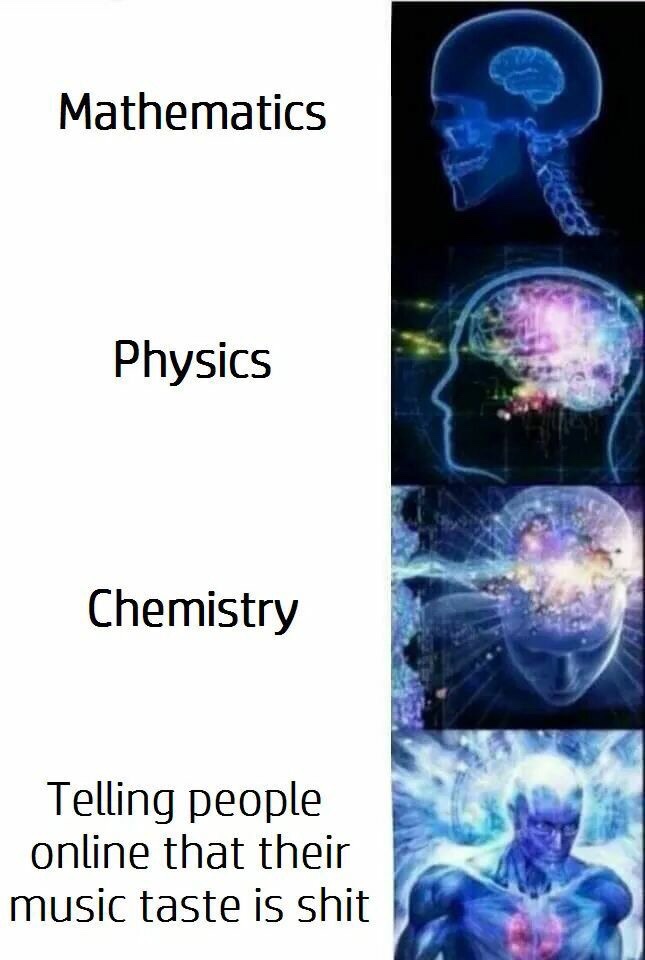 Mathematics
Physics
Chemistry
Telling people
online that their
music taste is shit